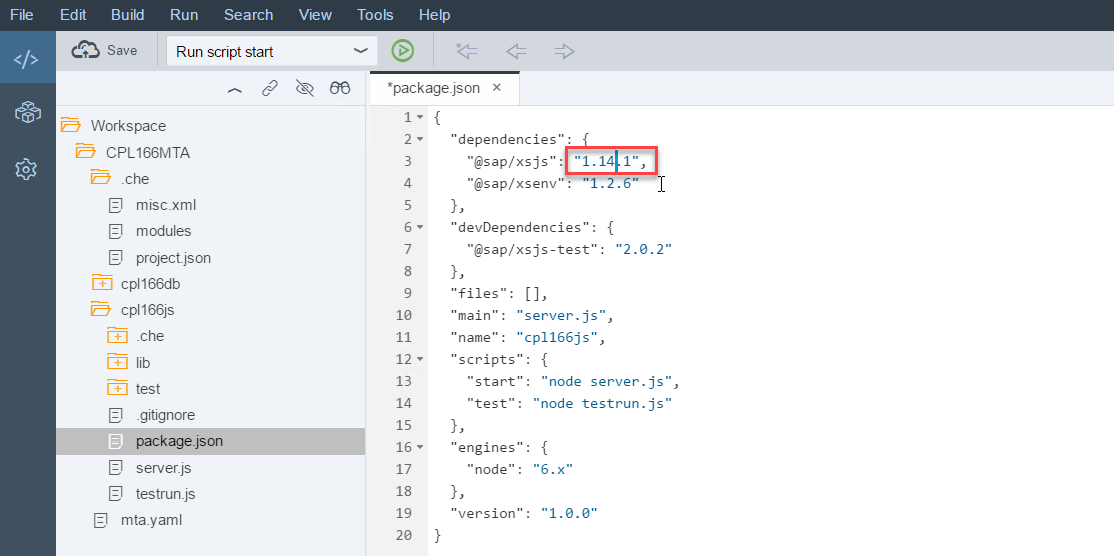 File Edit Build Run Search View Tools Help
Save Run script start
*package.json ×
Workspace
CPL166MTA
.che
misc.xml
modules
project.json
cpl166db
cpl166js
.che
lib
test
.gitignore
package.json
server.js
testrun.js
mta.yaml
1 {
2 "dependencies": {
3 "@sap/xsjs": "1.14.1",
4 "@sap/xsenv": "1.2.6"
5 },
6 "devDependencies": {
7 "@sap/xsjs-test": "2.0.2"
8 },
9 "files": [],
10 "main": "server.js",
11 "name": "cpl166js",
12 "scripts": {
13 "start": "node server.js",
14 "test": "node testrun.js"
15 },
16 "engines": {
17 "node": "6.x"
18 },
19 "version": "1.0.0"
20 }